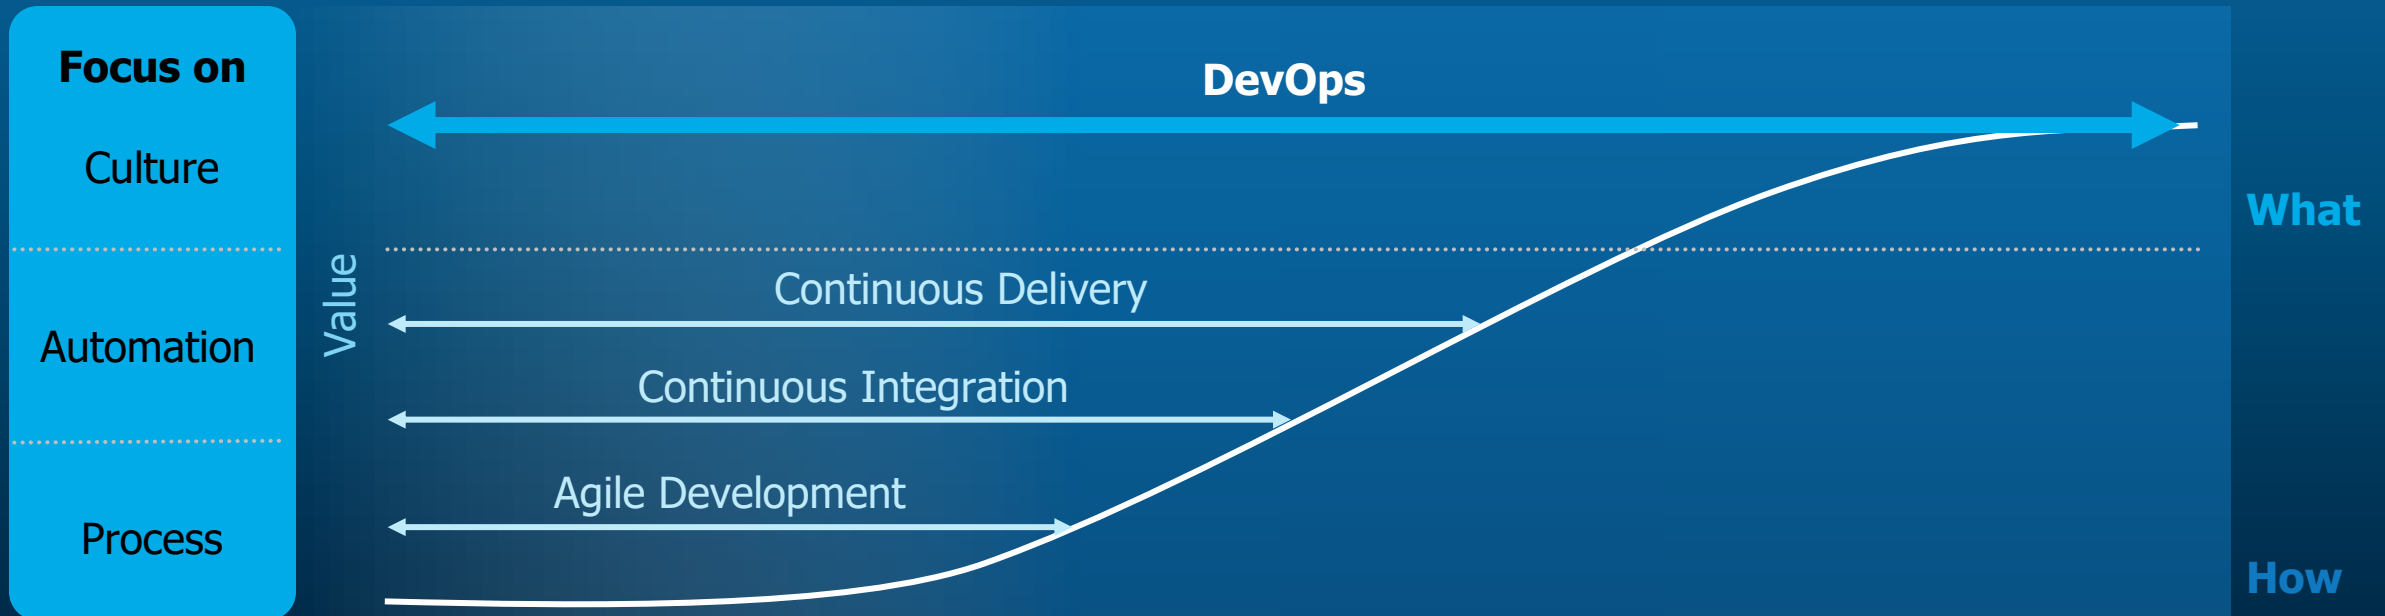 Focus on
Culture
Automation
Process
Value
DevOps
Continuous Delivery
Continuous Integration
Agile Development
What
How